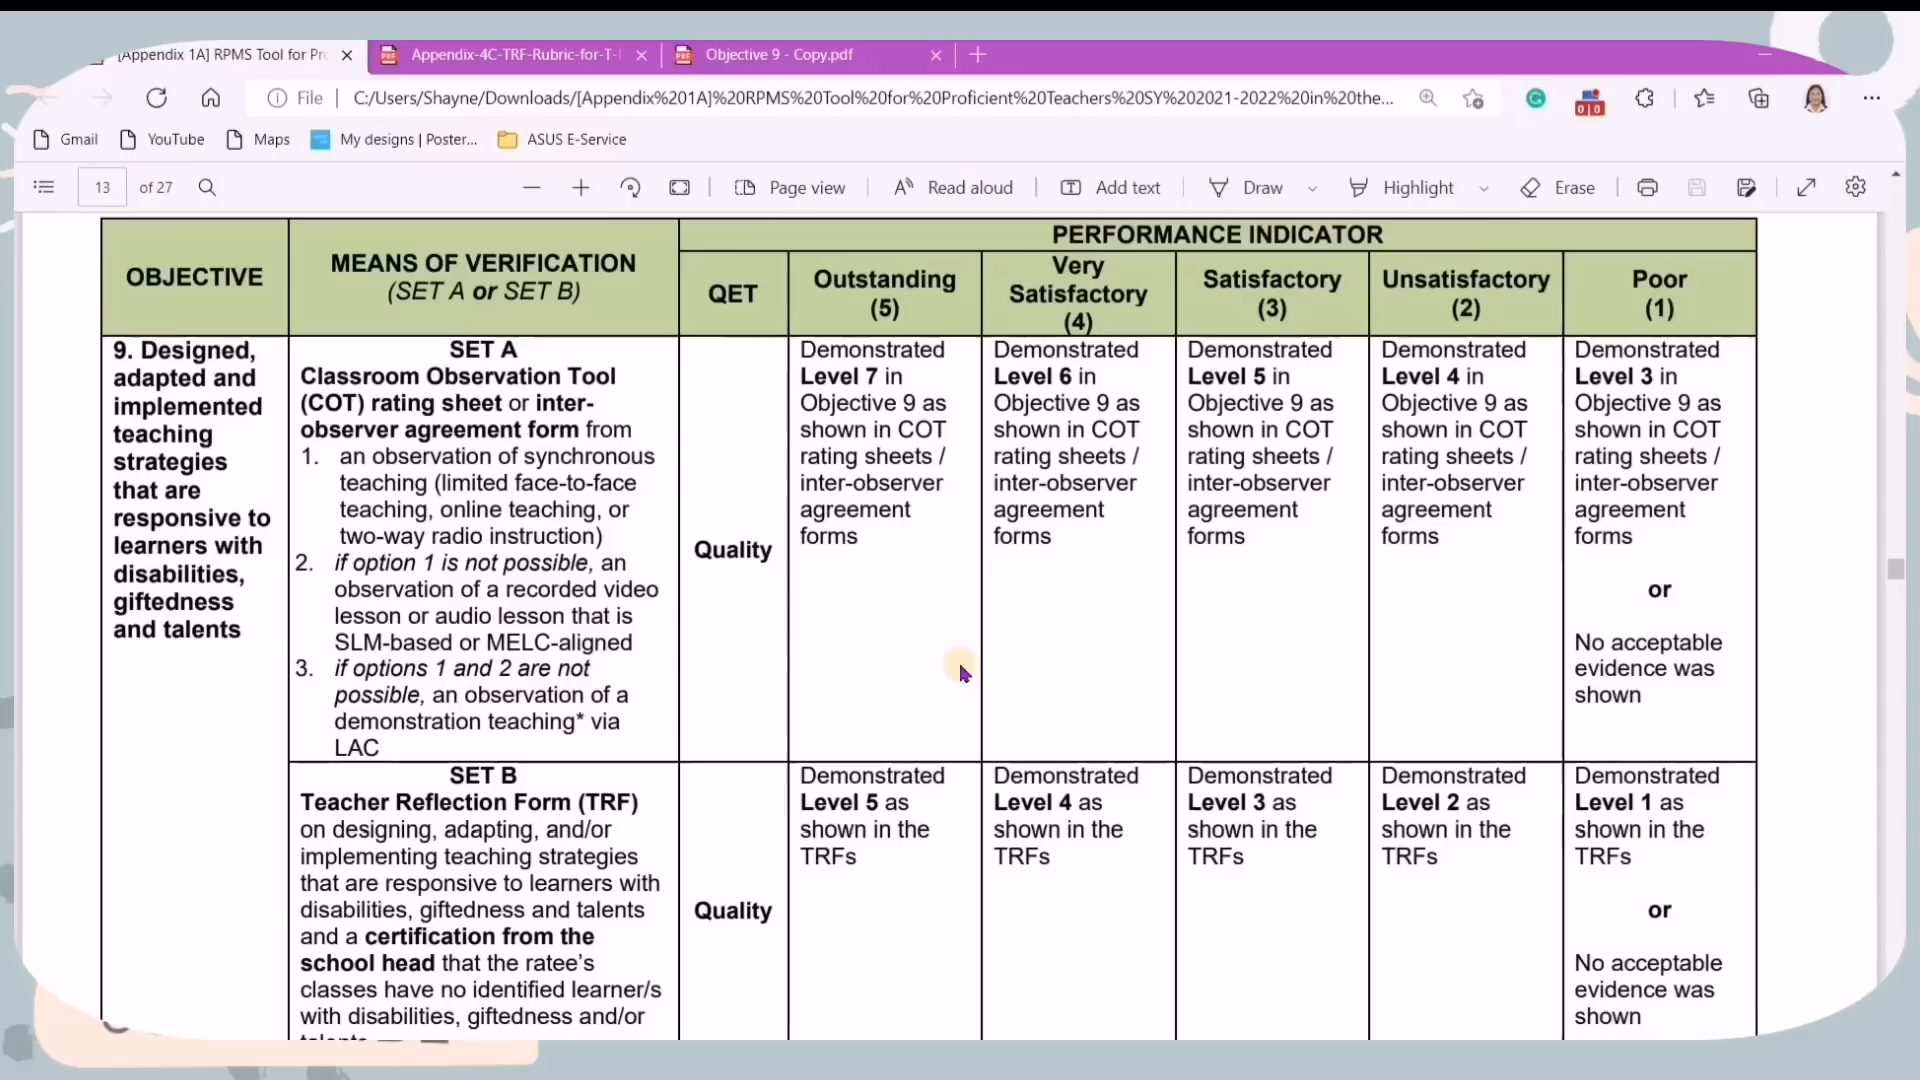 [Appendix 1A] RPMS Tool for Pro
Appendix-4C-TRF-Rubric-for-T-I
Objective 9 - Copy.pdf
File
C:/Users/Shayne/Downloads/[Appendix%201A]%20RPMS%20Tool%20for%20Proficient%20Teachers%20SY%202021-2022%20in%20the...
Gmail
YouTube
Maps
My designs | Poster...
ASUS E-Service
13
of 27
Page view
Read aloud
Add text
Draw
Highlight
Erase
OBJECTIVE
MEANS OF VERIFICATION
(SET A or SET B)
PERFORMANCE INDICATOR
QET
Outstanding
(5)
Very
Satisfactory
(4)
Satisfactory
(3)
Unsatisfactory
(2)
Poor
(1)
9. Designed,
adapted and
implemented
teaching
strategies
that are
responsive to
learners with
disabilities,
giftedness
and talents
SET A
Classroom Observation Tool
(COT) rating sheet or inter-
observer agreement form from
1. an observation of synchronous
teaching (limited face-to-face
teaching, online teaching, or
two-way radio instruction)
2. if option 1 is not possible, an
observation of a recorded video
lesson or audio lesson that is
SLM-based or MELC-aligned
3. if options 1 and 2 are not
possible, an observation of a
demonstration teaching* via
LAC
Quality
Demonstrated
Level 7 in
Objective 9 as
shown in COT
rating sheets /
inter-observer
agreement
forms
Demonstrated
Level 6 in
Objective 9 as
shown in COT
rating sheets /
inter-observer
agreement
forms
Demonstrated
Level 5 in
Objective 9 as
shown in COT
rating sheets /
inter-observer
agreement
forms
Demonstrated
Level 4 in
Objective 9 as
shown in COT
rating sheets /
inter-observer
agreement
forms
Demonstrated
Level 3 in
Objective 9 as
shown in COT
rating sheets /
inter-observer
agreement
forms
or
No acceptable
evidence was
shown
SET B
Teacher Reflection Form (TRF)
on designing, adapting, and/or
implementing teaching strategies
that are responsive to learners with
disabilities, giftedness and talents
and a certification from the
school head that the ratee's
classes have no identified learner/s
with disabilities, giftedness and/or
Quality
Demonstrated
Level 5 as
shown in the
TRFs
Demonstrated
Level 4 as
shown in the
TRFs
Demonstrated
Level 3 as
shown in the
TRFs
Demonstrated
Level 2 as
shown in the
TRFs
Demonstrated
Level 1 as
shown in the
TRFs
or
No acceptable
evidence was
shown